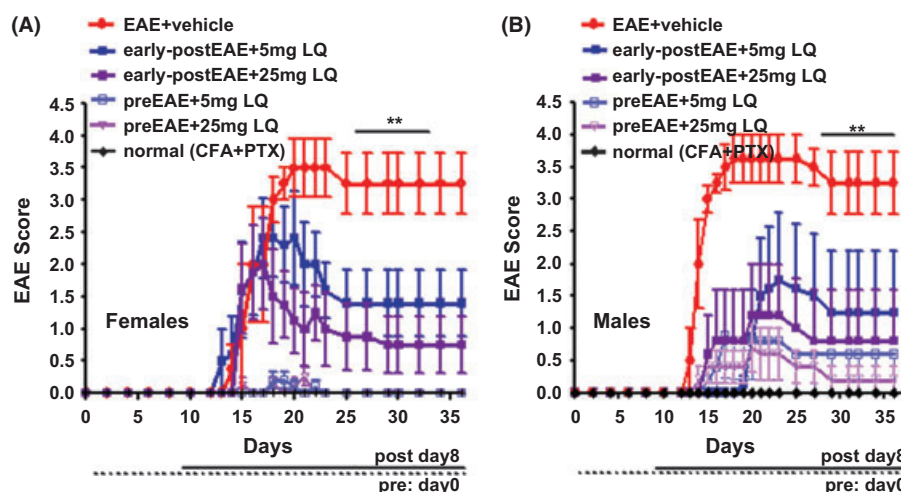 (A)
EAE+vehicle
early-postEAE+5mg LQ
early-postEAE+25mg LQ
preEAE+5mg LQ
preEAE+25mg LQ
normal (CFA+PTX)
**
4.5
4.0
3.5
3.0
2.5
2.0
1.5
1.0
0.5
0.0
EAE Score
Females
0 5 10 15 20 25 30 35
Days
post day8
pre: day0
(B)
EAE+vehicle
early-postEAE+5mg LQ
early-postEAE+25mg LQ
preEAE+5mg LQ
preEAE+25mg LQ
normal (CFA+PTX)
**
4.5
4.0
3.5
3.0
2.5
2.0
1.5
1.0
0.5
0.0
EAE Score
Males
0 5 10 15 20 25 30 35
Days
post day8
pre: day0